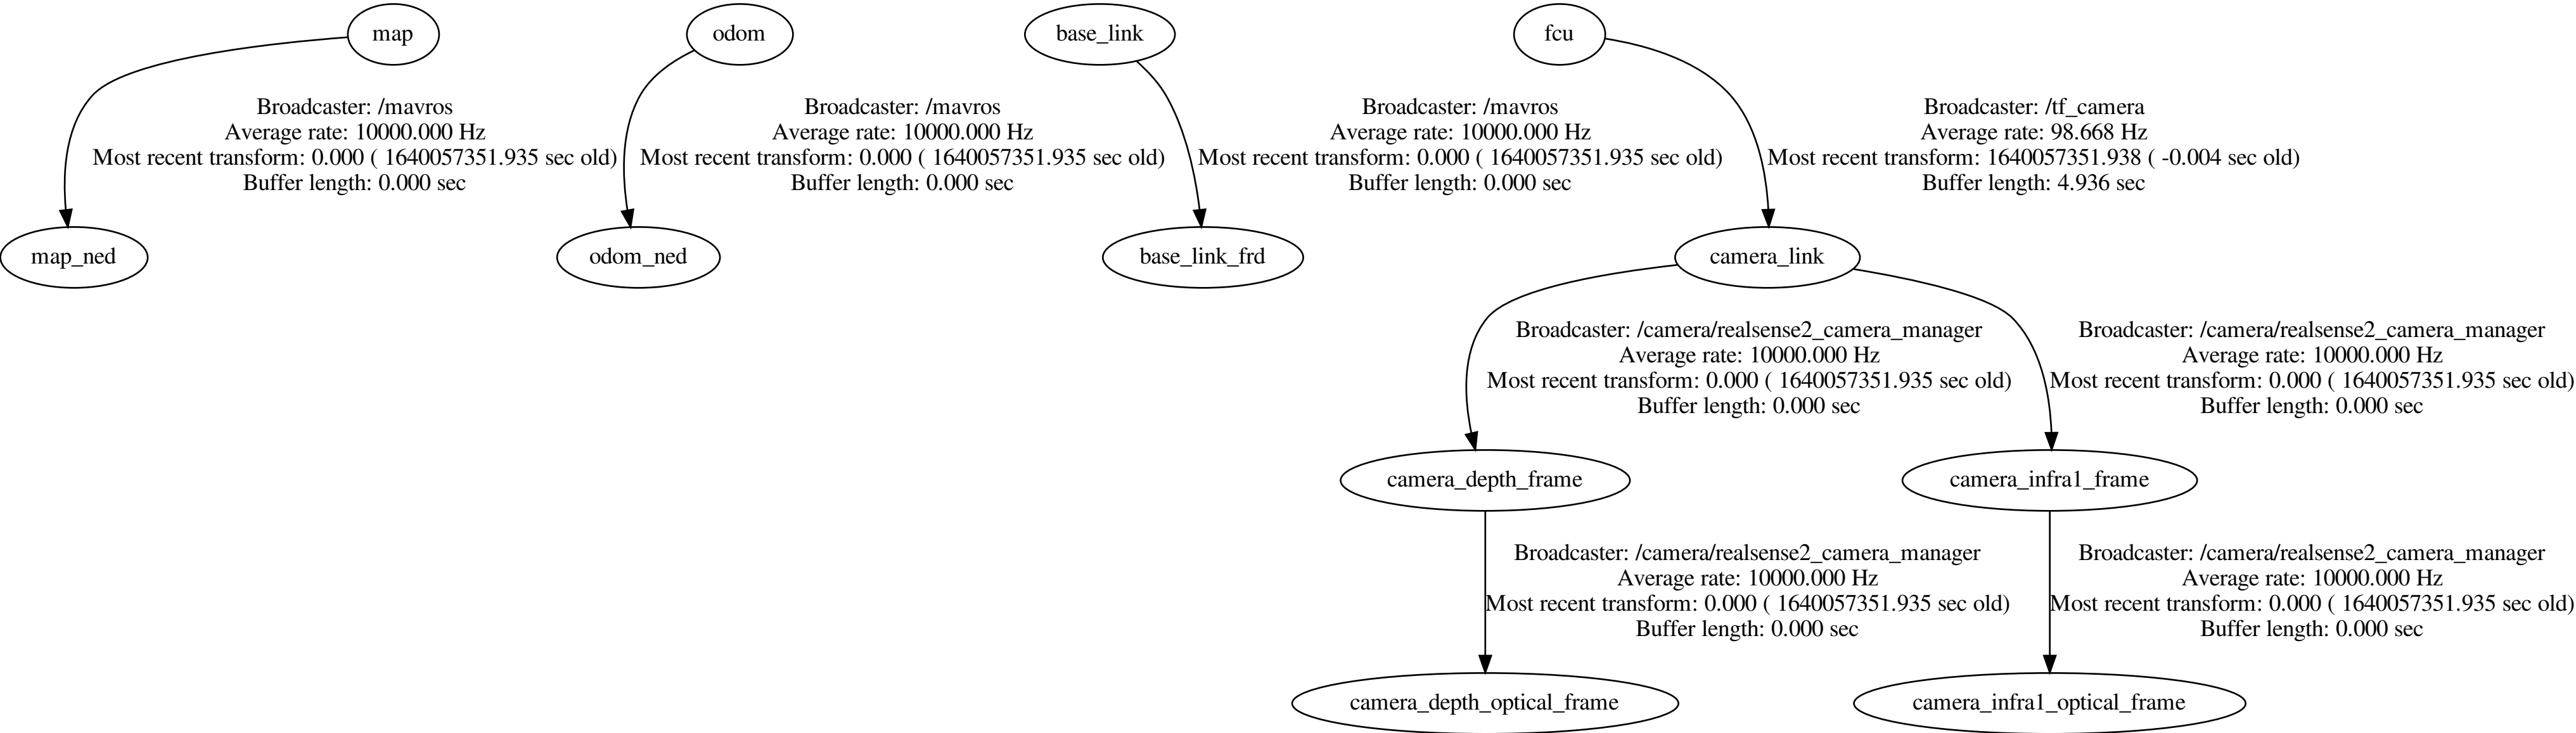 map
odom
base_link
fcu
Broadcaster: /mavros
Average rate: 10000.000 Hz
Most recent transform: 0.000 ( 1640057351.935 sec old)
Buffer length: 0.000 sec
Broadcaster: /mavros
Average rate: 10000.000 Hz
Most recent transform: 0.000 ( 1640057351.935 sec old)
Buffer length: 0.000 sec
Broadcaster: /mavros
Average rate: 10000.000 Hz
Most recent transform: 0.000 ( 1640057351.935 sec old)
Buffer length: 0.000 sec
Broadcaster: /tf_camera
Average rate: 98.668 Hz
Most recent transform: 1640057351.938 ( -0.004 sec old)
Buffer length: 4.936 sec
map_ned
odom_ned
base_link_frd
camera_link
Broadcaster: /camera/realsense2_camera_manager
Average rate: 10000.000 Hz
Most recent transform: 0.000 ( 1640057351.935 sec old)
Buffer length: 0.000 sec
Broadcaster: /camera/realsense2_camera_manager
Average rate: 10000.000 Hz
Most recent transform: 0.000 ( 1640057351.935 sec old)
Buffer length: 0.000 sec
camera_depth_frame
camera_infra1_frame
Broadcaster: /camera/realsense2_camera_manager
Average rate: 10000.000 Hz
Most recent transform: 0.000 ( 1640057351.935 sec old)
Buffer length: 0.000 sec
Broadcaster: /camera/realsense2_camera_manager
Average rate: 10000.000 Hz
Most recent transform: 0.000 ( 1640057351.935 sec old)
Buffer length: 0.000 sec
camera_depth_optical_frame
camera_infra1_optical_frame